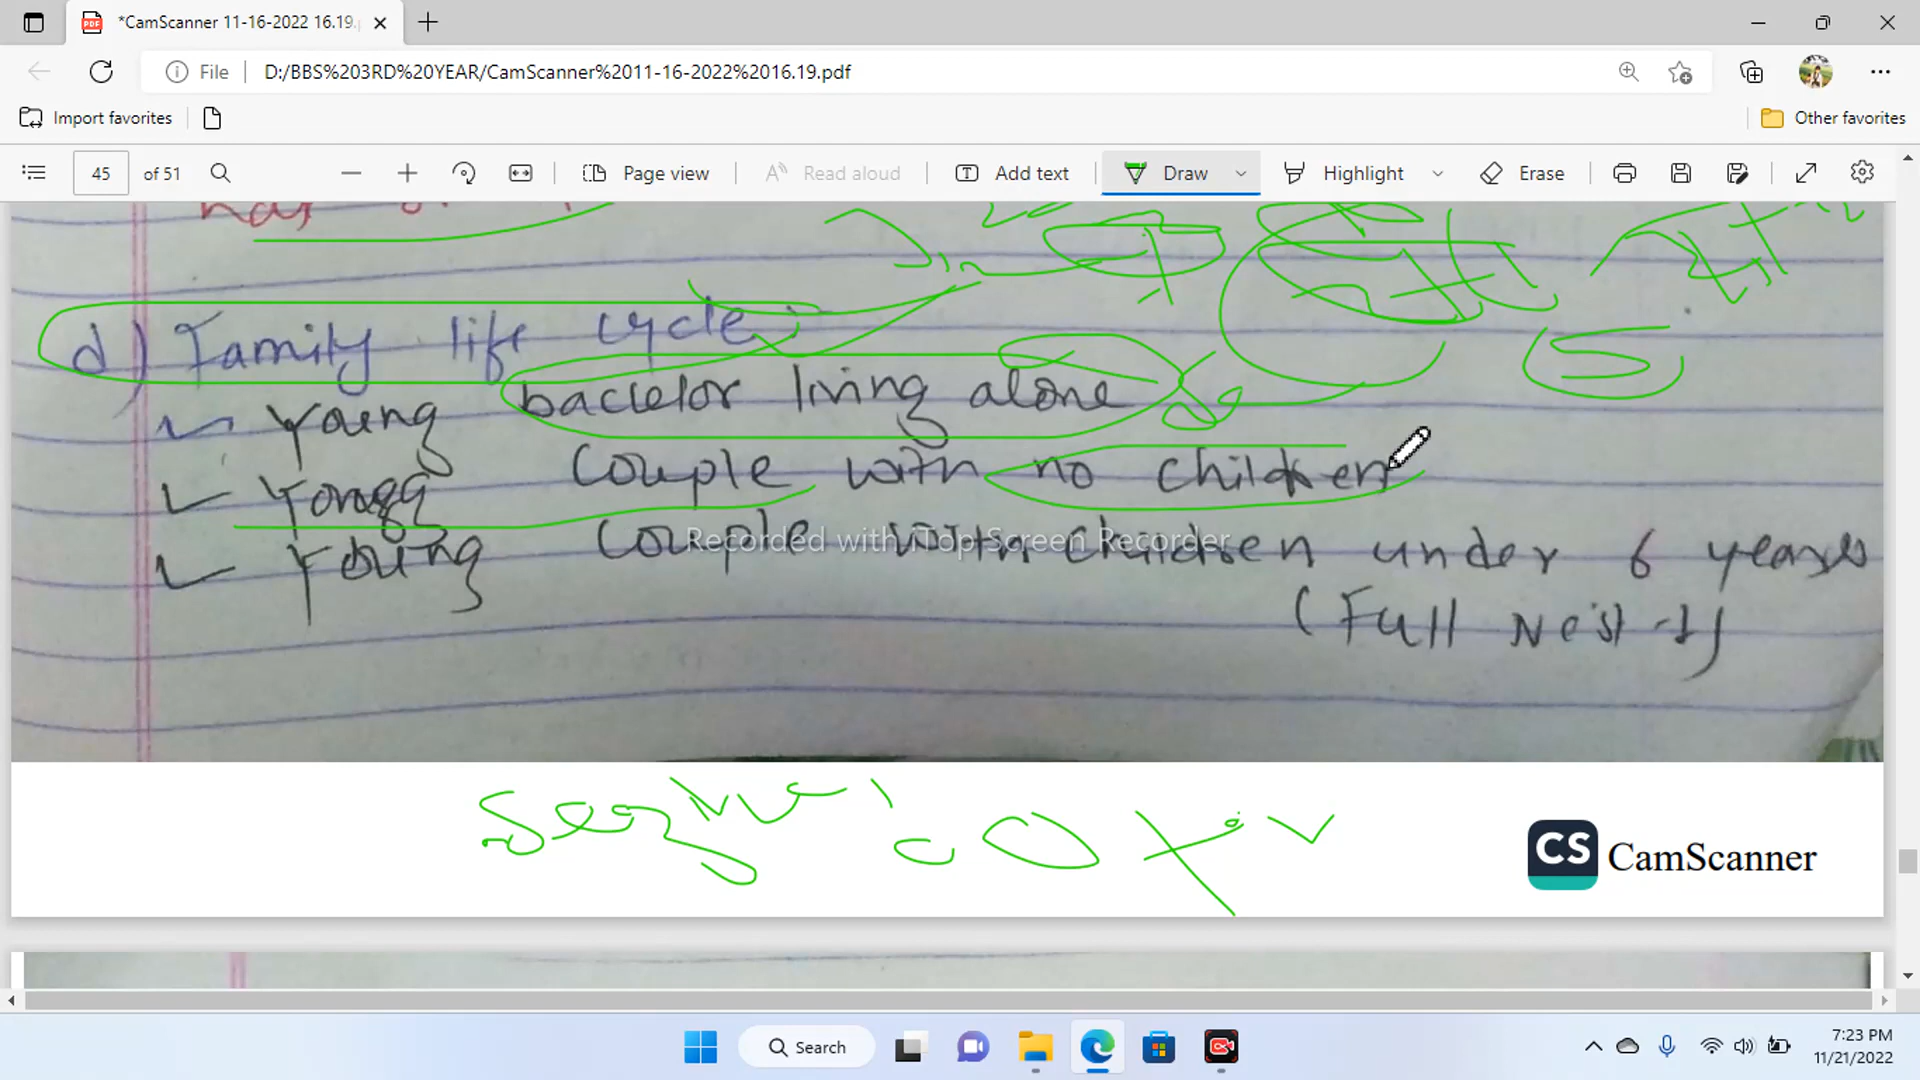 *CamScanner 11-16-2022 16.19.
File D:/BBS%203RD%20YEAR/CamScanner%2011-16-2022%2016.19.pdf
Import favorites
Other favorites
45 of 51
Page view
Read aloud
Add text
Draw
Highlight
Erase
d) Family life cycle:
Young baclelor living alone
Couple with no children
Young Couple with children under 6 years
(Full Nest-1)
Recorded with iTop Screen Recorder
CS CamScanner
Search
7:23 PM
11/21/2022